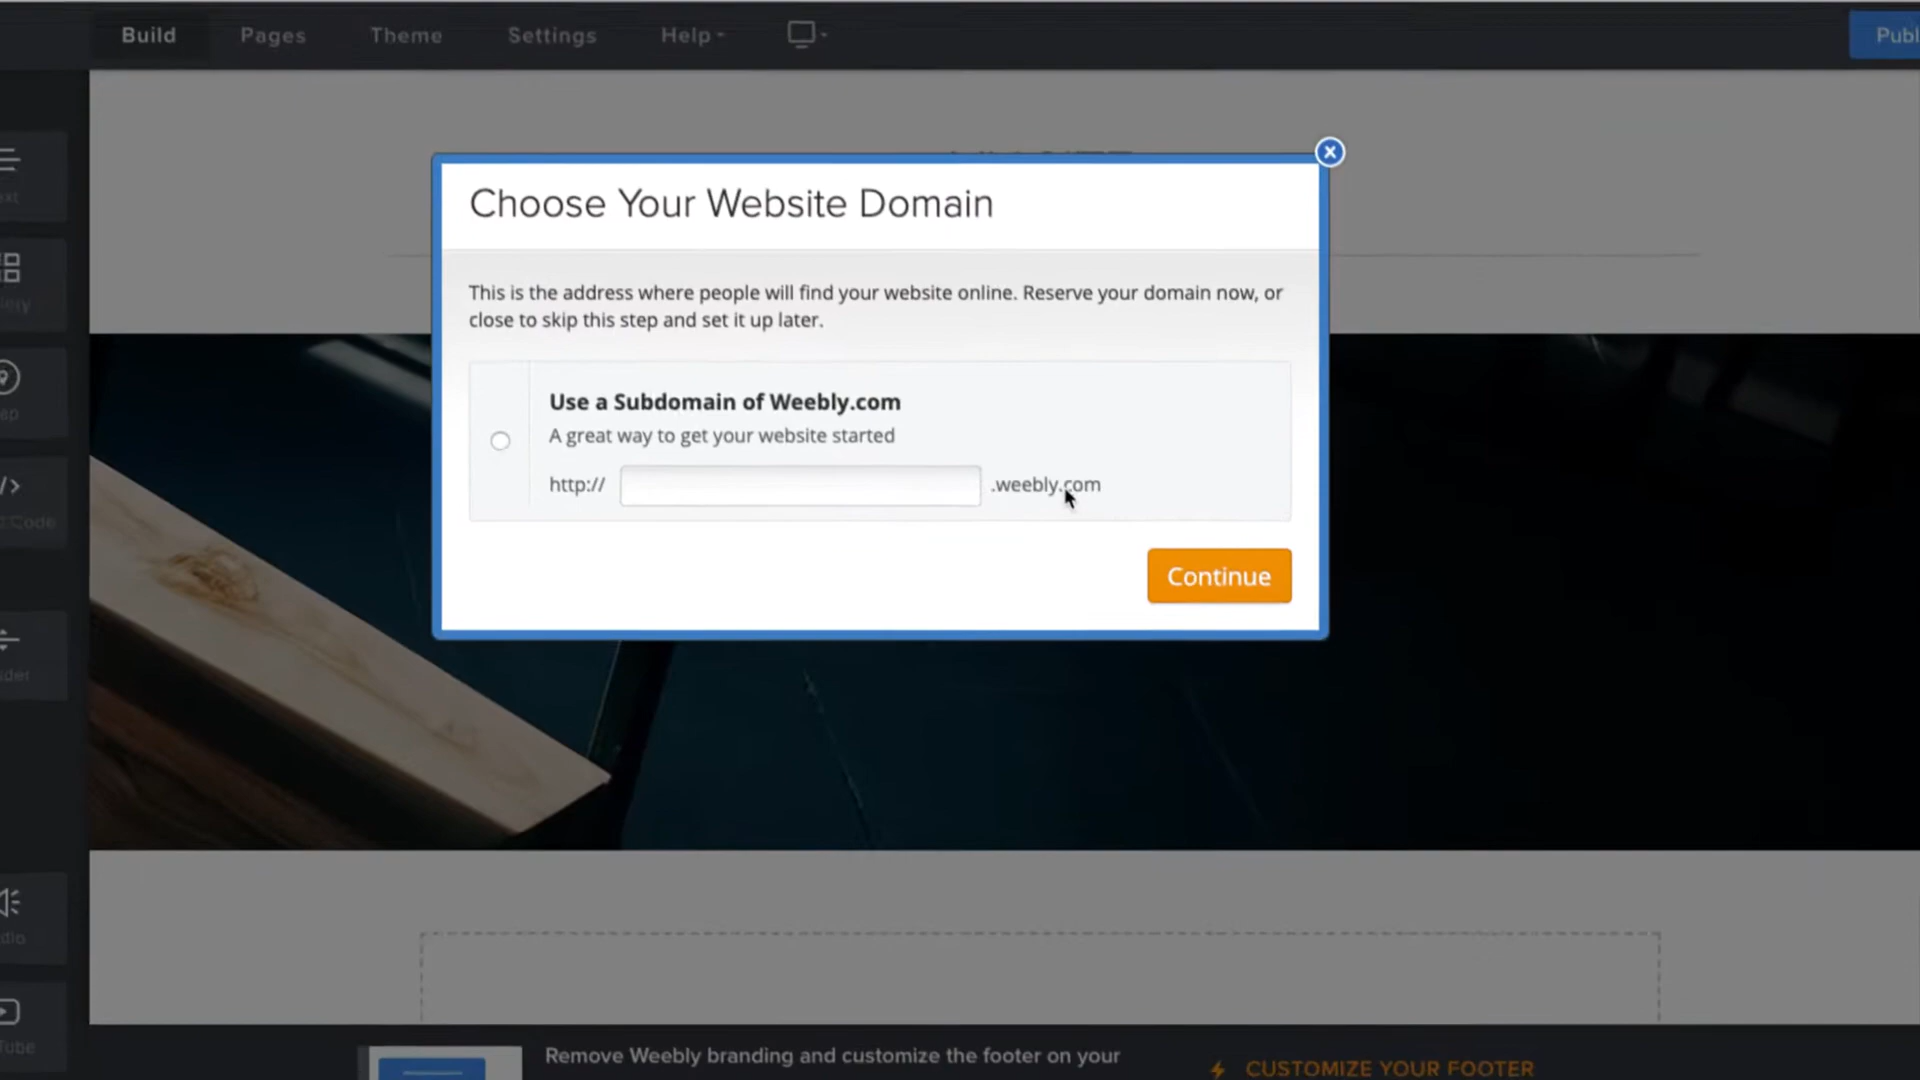 Build
Pages
Theme
Settings
Help
Choose Your Website Domain
This is the address where people will find your website online. Reserve your domain now, or
close to skip this step and set it up later.
Use a Subdomain of Weebly.com
A great way to get your website started
http://
.weebly.com
Continue
Remove Weebly branding and customize the footer on your
CUSTOMIZE YOUR FOOTER